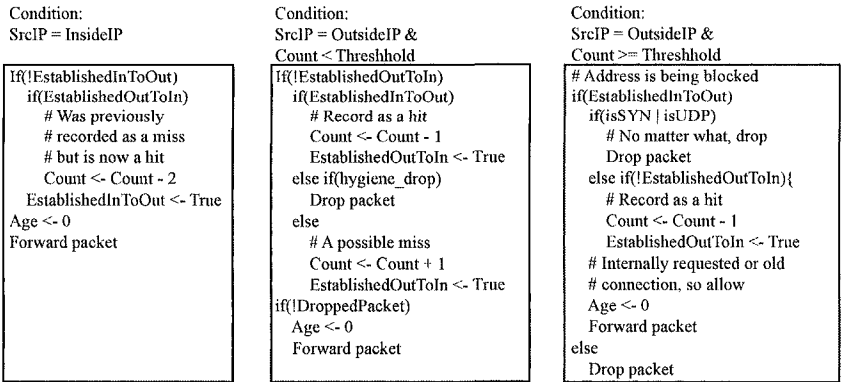 Condition:
SrcIP = InsideIP
If(!EstablishedInToOut)
if(EstablishedOutToIn)
# Was previously
# recorded as a miss
# but is now a hit
Count <- Count - 2
EstablishedInToOut <- True
Age <- 0
Forward packet
Condition:
SrcIP = OutsideIP &
Count < Threshhold
If(!EstablishedOutToIn)
if(EstablishedInToOut)
# Record as a hit
Count <- Count - 1
EstablishedOutToIn <- True
else if(hygiene_drop)
Drop packet
else
# A possible miss
Count <- Count + 1
EstablishedOutToIn <- True
if(!DroppedPacket)
Age <- 0
Forward packet
Condition:
SrcIP = OutsideIP &
Count >= Threshhold
# Address is being blocked
if(EstablishedInToOut)
if(isSYN | isUDP)
# No matter what, drop
Drop packet
else if(!EstablishedOutToIn){
# Record as a hit
Count <- Count - 1
EstablishedOutToIn <- True
# Internally requested or old
# connection, so allow
Age <- 0
Forward packet
else
Drop packet